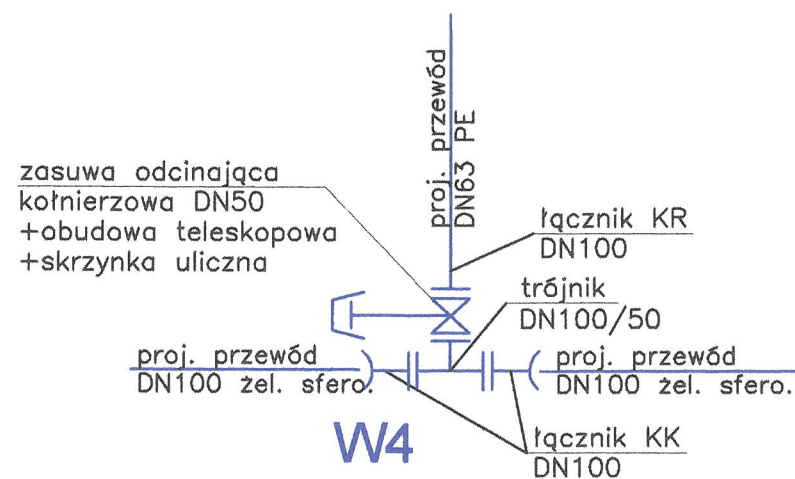 proj. przewód
DN63 PE
zasuwa odcinająca
kołnierzowa DN50
+obudowa teleskopowa
+skrzynka uliczna
łącznik KR
DN100
trójnik
DN100/50
proj. przewód
DN100 żel. sfero.
proj. przewód
DN100 żel. sfero.
W4
łącznik KK
DN100